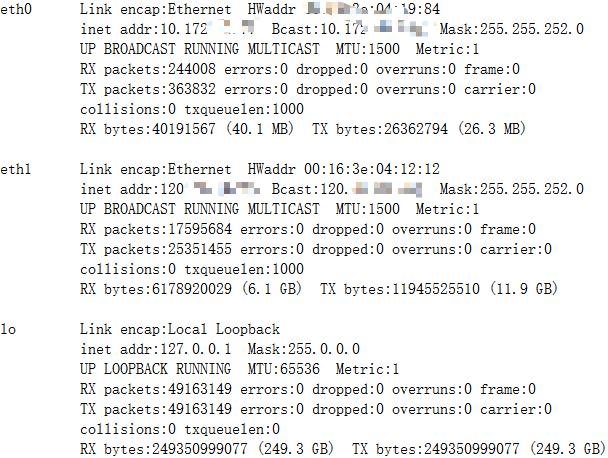 eth0 Link encap:Ethernet HWaddr :04: 9:84
inet addr:10.172 Bcast:10.17 Mask:255.255.252.0
UP BROADCAST RUNNING MULTICAST MTU:1500 Metric:1
RX packets:244008 errors:0 dropped:0 overruns:0 frame:0
TX packets:363832 errors:0 dropped:0 overruns:0 carrier:0
collisions:0 txqueuelen:1000
RX bytes:40191567 (40.1 MB) TX bytes:26362794 (26.3 MB)
eth1 Link encap:Ethernet HWaddr 00:16:3e:04:12:12
inet addr:120 Bcast:120. Mask:255.255.252.0
UP BROADCAST RUNNING MULTICAST MTU:1500 Metric:1
RX packets:17595684 errors:0 dropped:0 overruns:0 frame:0
TX packets:25351455 errors:0 dropped:0 overruns:0 carrier:0
collisions:0 txqueuelen:1000
RX bytes:6178920029 (6.1 GB) TX bytes:11945525510 (11.9 GB)
lo Link encap:Local Loopback
inet addr:127.0.0.1 Mask:255.0.0.0
UP LOOPBACK RUNNING MTU:65536 Metric:1
RX packets:49163149 errors:0 dropped:0 overruns:0 frame:0
TX packets:49163149 errors:0 dropped:0 overruns:0 carrier:0
collisions:0 txqueuelen:0
RX bytes:249350999077 (249.3 GB) TX bytes:249350999077 (249.3 GB)